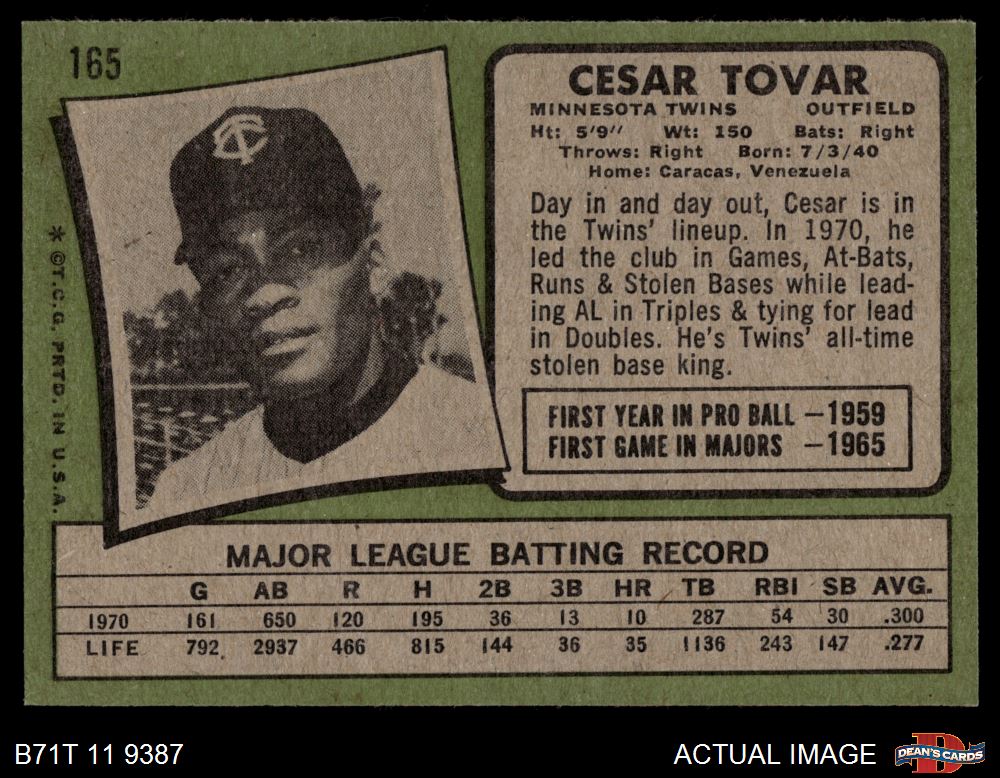 165
CESAR TOVAR
MINNESOTA TWINS OUTFIELD
Ht: 5'9" Wt: 150 Bats: Right
Throws: Right Born: 7/3/40
Home: Caracas, Venezuela
Day in and day out, Cesar is in
the Twins' lineup. In 1970, he
led the club in Games, At-Bats,
Runs & Stolen Bases while lead-
ing AL in Triples & tying for lead
in Doubles. He's Twins' all-time
stolen base king.
FIRST YEAR IN PRO BALL —1959
FIRST GAME IN MAJORS —1965
TC
* ©T.C.G. PRTD. IN U.S.A.
MAJOR LEAGUE BATTING RECORD
G AB R H 2B 3B HR TB RBI SB AVG.
1970 161 650 120 195 36 13 10 287 54 30 .300
LIFE 792 2937 466 815 144 36 35 1136 243 147 .277
B71T 11 9387
ACTUAL IMAGE
DEAN'S CARDS